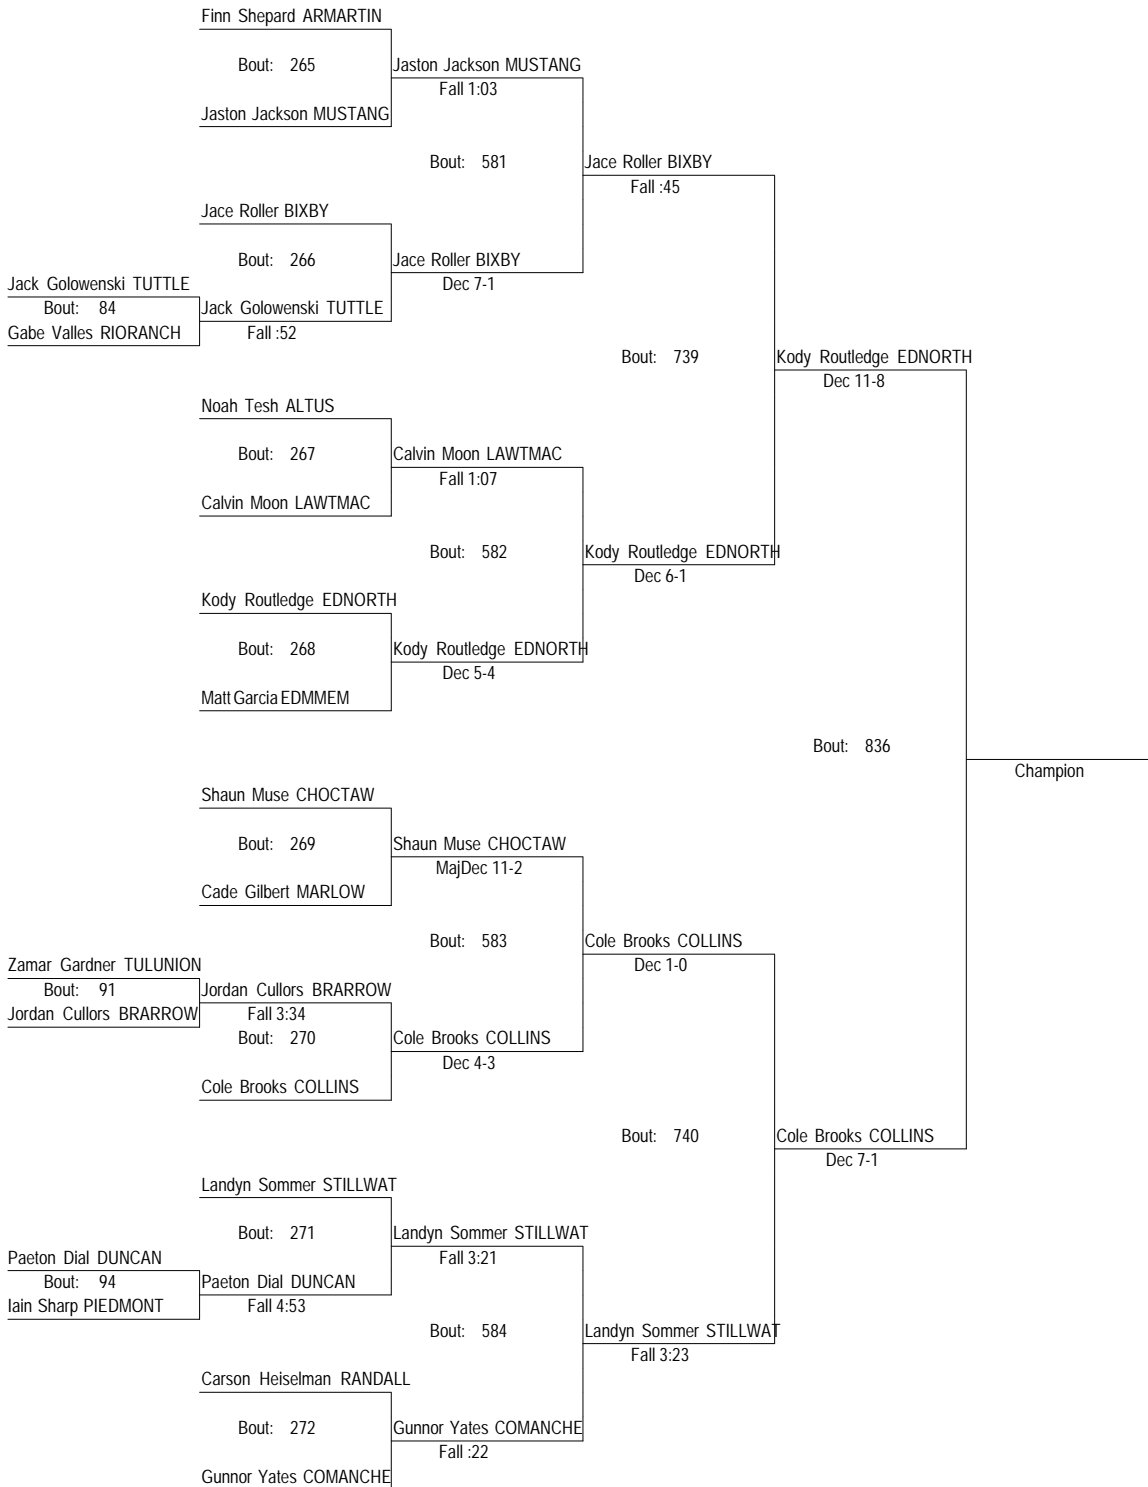 Finn Shepard ARMARTIN
Bout: 265
Jaston Jackson MUSTANG
Fall 1:03
Jaston Jackson MUSTANG
Bout: 581
Jace Roller BIXBY
Fall :45
Jace Roller BIXBY
Bout: 266
Jace Roller BIXBY
Dec 7-1
Jack Golowenski TUTTLE
Bout: 84
Jack Golowenski TUTTLE
Gabe Valles RIORANCH
Fall :52
Bout: 739
Kody Routledge EDNORTH
Dec 11-8
Noah Tesh ALTUS
Bout: 267
Calvin Moon LAWTMAC
Fall 1:07
Calvin Moon LAWTMAC
Bout: 582
Kody Routledge EDNORTH
Dec 6-1
Kody Routledge EDNORTH
Bout: 268
Kody Routledge EDNORTH
Dec 5-4
Matt Garcia EDMMEM
Bout: 836
Champion
Shaun Muse CHOCTAW
Bout: 269
Shaun Muse CHOCTAW
MajDec 11-2
Cade Gilbert MARLOW
Bout: 583
Cole Brooks COLLINS
Dec 1-0
Zamar Gardner TULUNION
Bout: 91
Jordan Cullors BRARROW
Jordan Cullors BRARROW
Fall 3:34
Bout: 270
Cole Brooks COLLINS
Dec 4-3
Cole Brooks COLLINS
Bout: 740
Cole Brooks COLLINS
Dec 7-1
Landyn Sommer STILLWAT
Bout: 271
Landyn Sommer STILLWAT
Fall 3:21
Paeton Dial DUNCAN
Bout: 94
Paeton Dial DUNCAN
Iain Sharp PIEDMONT
Fall 4:53
Bout: 584
Landyn Sommer STILLWAT
Fall 3:23
Carson Heiselman RANDALL
Bout: 272
Gunnor Yates COMANCHE
Fall :22
Gunnor Yates COMANCHE